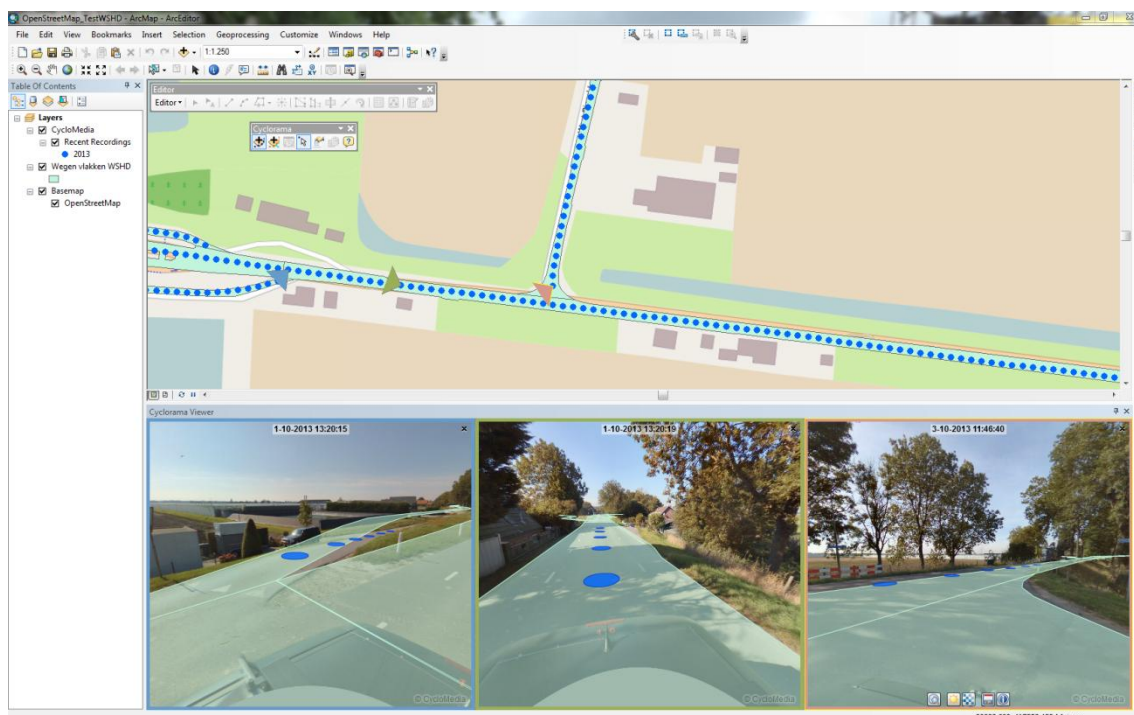 OpenStreetMap_TestWSHD - ArcMap - ArcEditor
File Edit View Bookmarks Insert Selection Geoprocessing Customize Windows Help
1:1.250
Table Of Contents
Layers
CycloMedia
Recent Recordings
2013
Wegen vlakken WSHD
Basemap
OpenStreetMap
Editor
Editor
Cyclorama
Cyclorama Viewer
1-10-2013 13:20:15
1-10-2013 13:20:19
3-10-2013 11:46:40
© CycloMedia
© CycloMedia
© CycloMedia